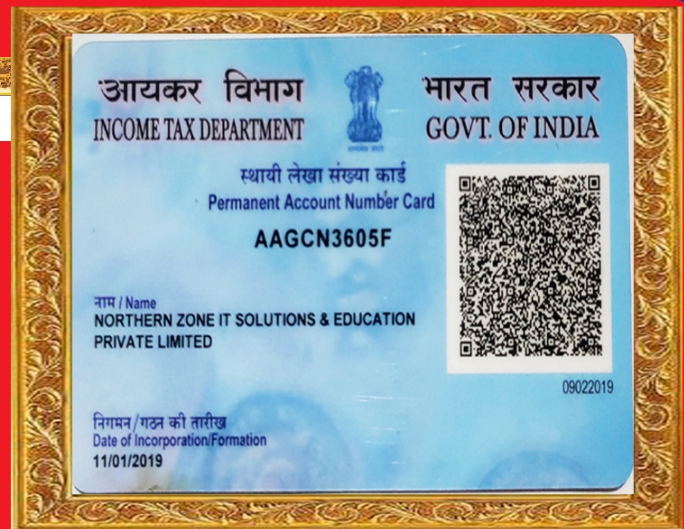 आयकर विभाग
INCOME TAX DEPARTMENT
भारत सरकार
GOVT. OF INDIA
स्थायी लेखा संख्या कार्ड
Permanent Account Number Card
AAGCN3605F
नाम / Name
NORTHERN ZONE IT SOLUTIONS & EDUCATION
PRIVATE LIMITED
09022019
निगमन/गठन की तारीख
Date of Incorporation/Formation
11/01/2019